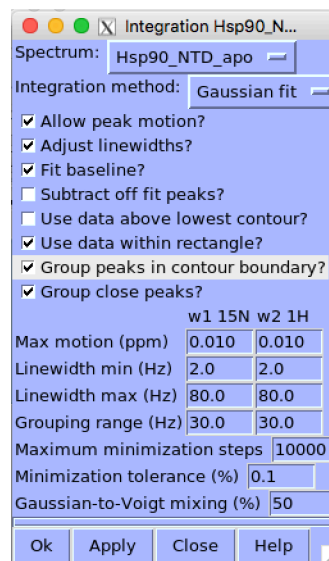 Integration Hsp90_N...
Spectrum: Hsp90_NTD_apo
Integration method: Gaussian fit
Allow peak motion?
Adjust linewidths?
Fit baseline?
Subtract off fit peaks?
Use data above lowest contour?
Use data within rectangle?
Group peaks in contour boundary?
Group close peaks?
w1 15N w2 1H
Max motion (ppm) 0.010 0.010
Linewidth min (Hz) 2.0 2.0
Linewidth max (Hz) 80.0 80.0
Grouping range (Hz) 30.0 30.0
Maximum minimization steps 10000
Minimization tolerance (%) 0.1
Gaussian-to-Voigt mixing (%) 50
Ok Apply Close Help